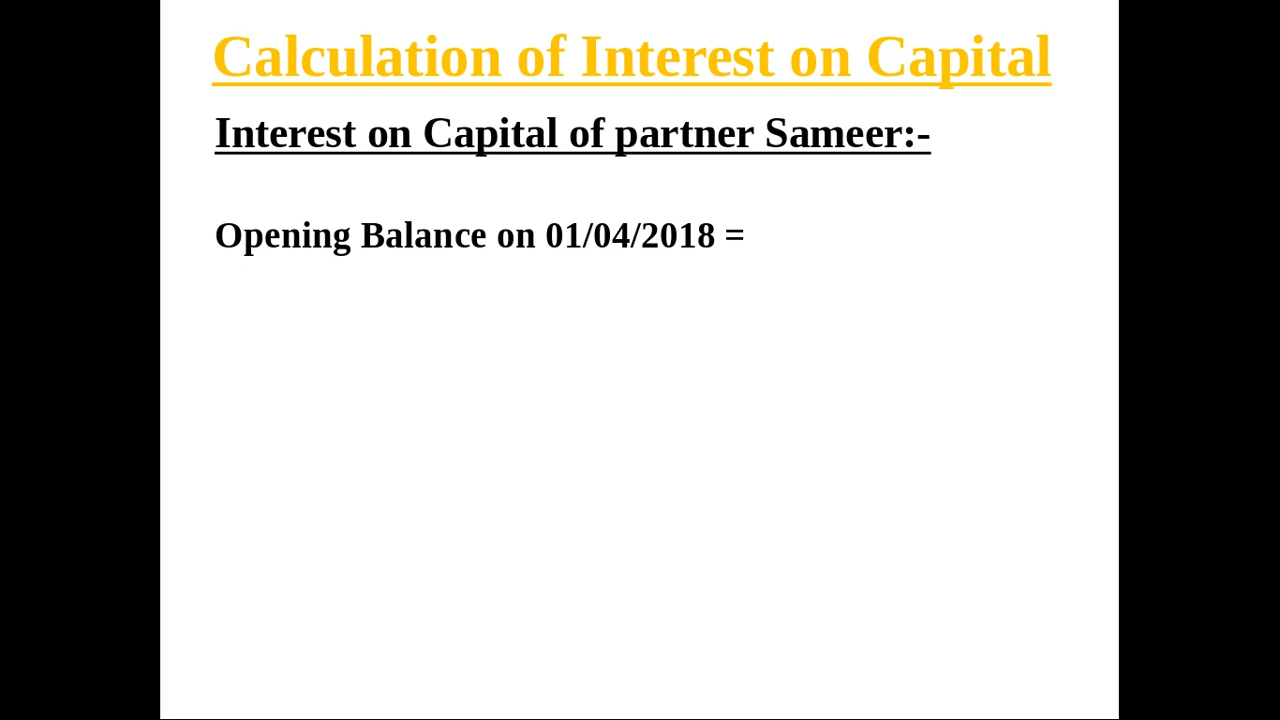 Calculation of Interest on Capital
Interest on Capital of partner Sameer:-
Opening Balance on 01/04/2018 =